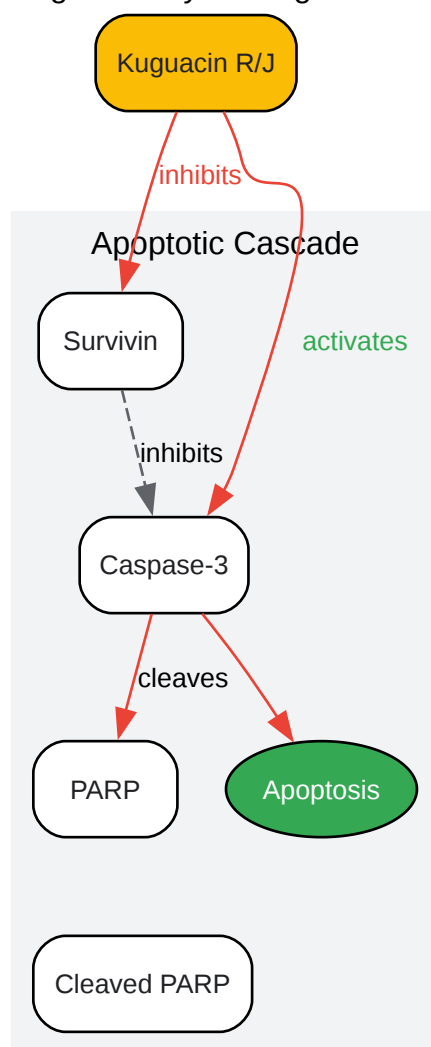 Kuguacin R/J
inhibits
Apoptotic Cascade
Survivin
activates
inhibits
Caspase-3
cleaves
PARP
Apoptosis
Cleaved PARP